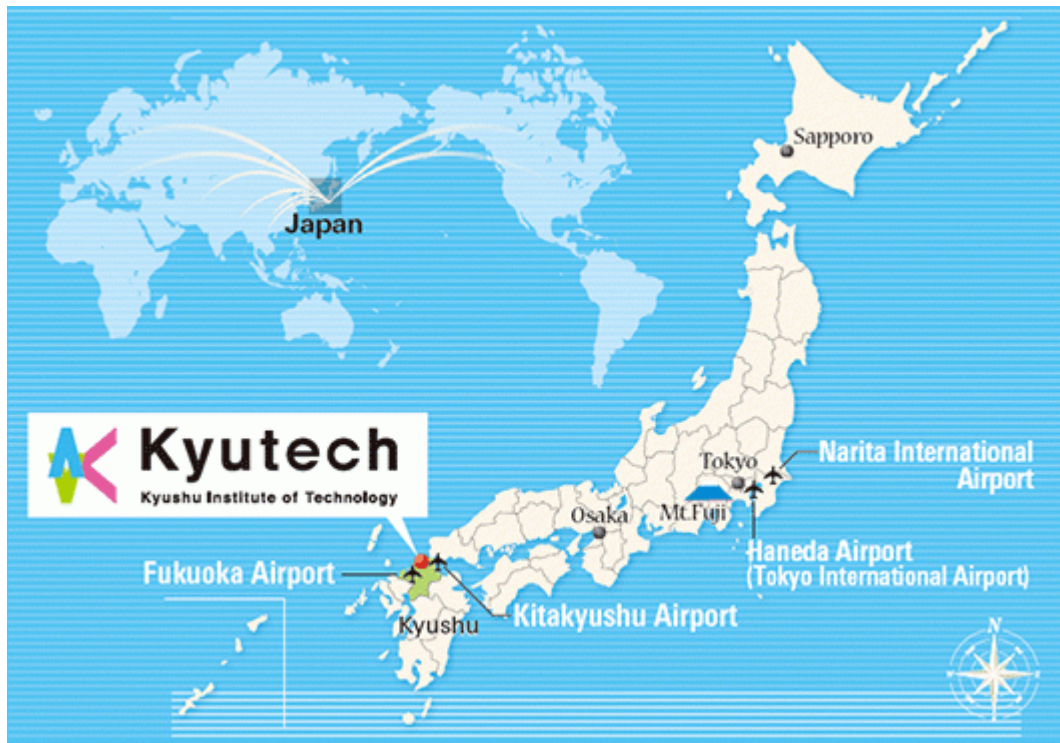 Sapporo
Japan
Kyutech
Kyushu Institute of Technology
Narita International
Airport
Tokyo
Mt.Fuji
Osaka
Haneda Airport
(Tokyo International Airport)
Fukuoka Airport
Kitakyushu Airport
Kyushu
N